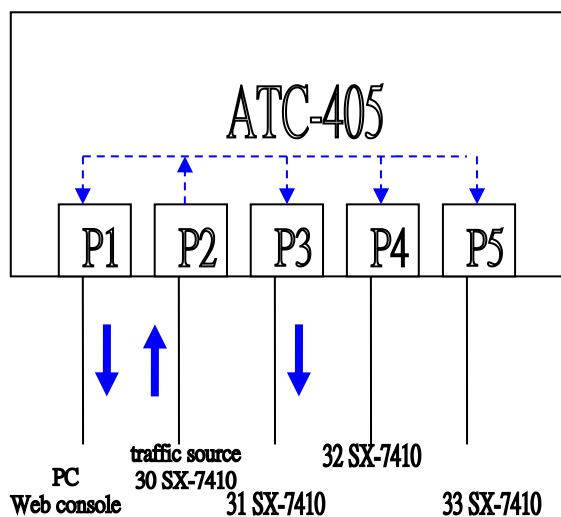 ATC-405
P1 P2 P3 P4 P5
traffic source
30 SX-7410
32 SX-7410
PC
Web console
31 SX-7410
33 SX-7410